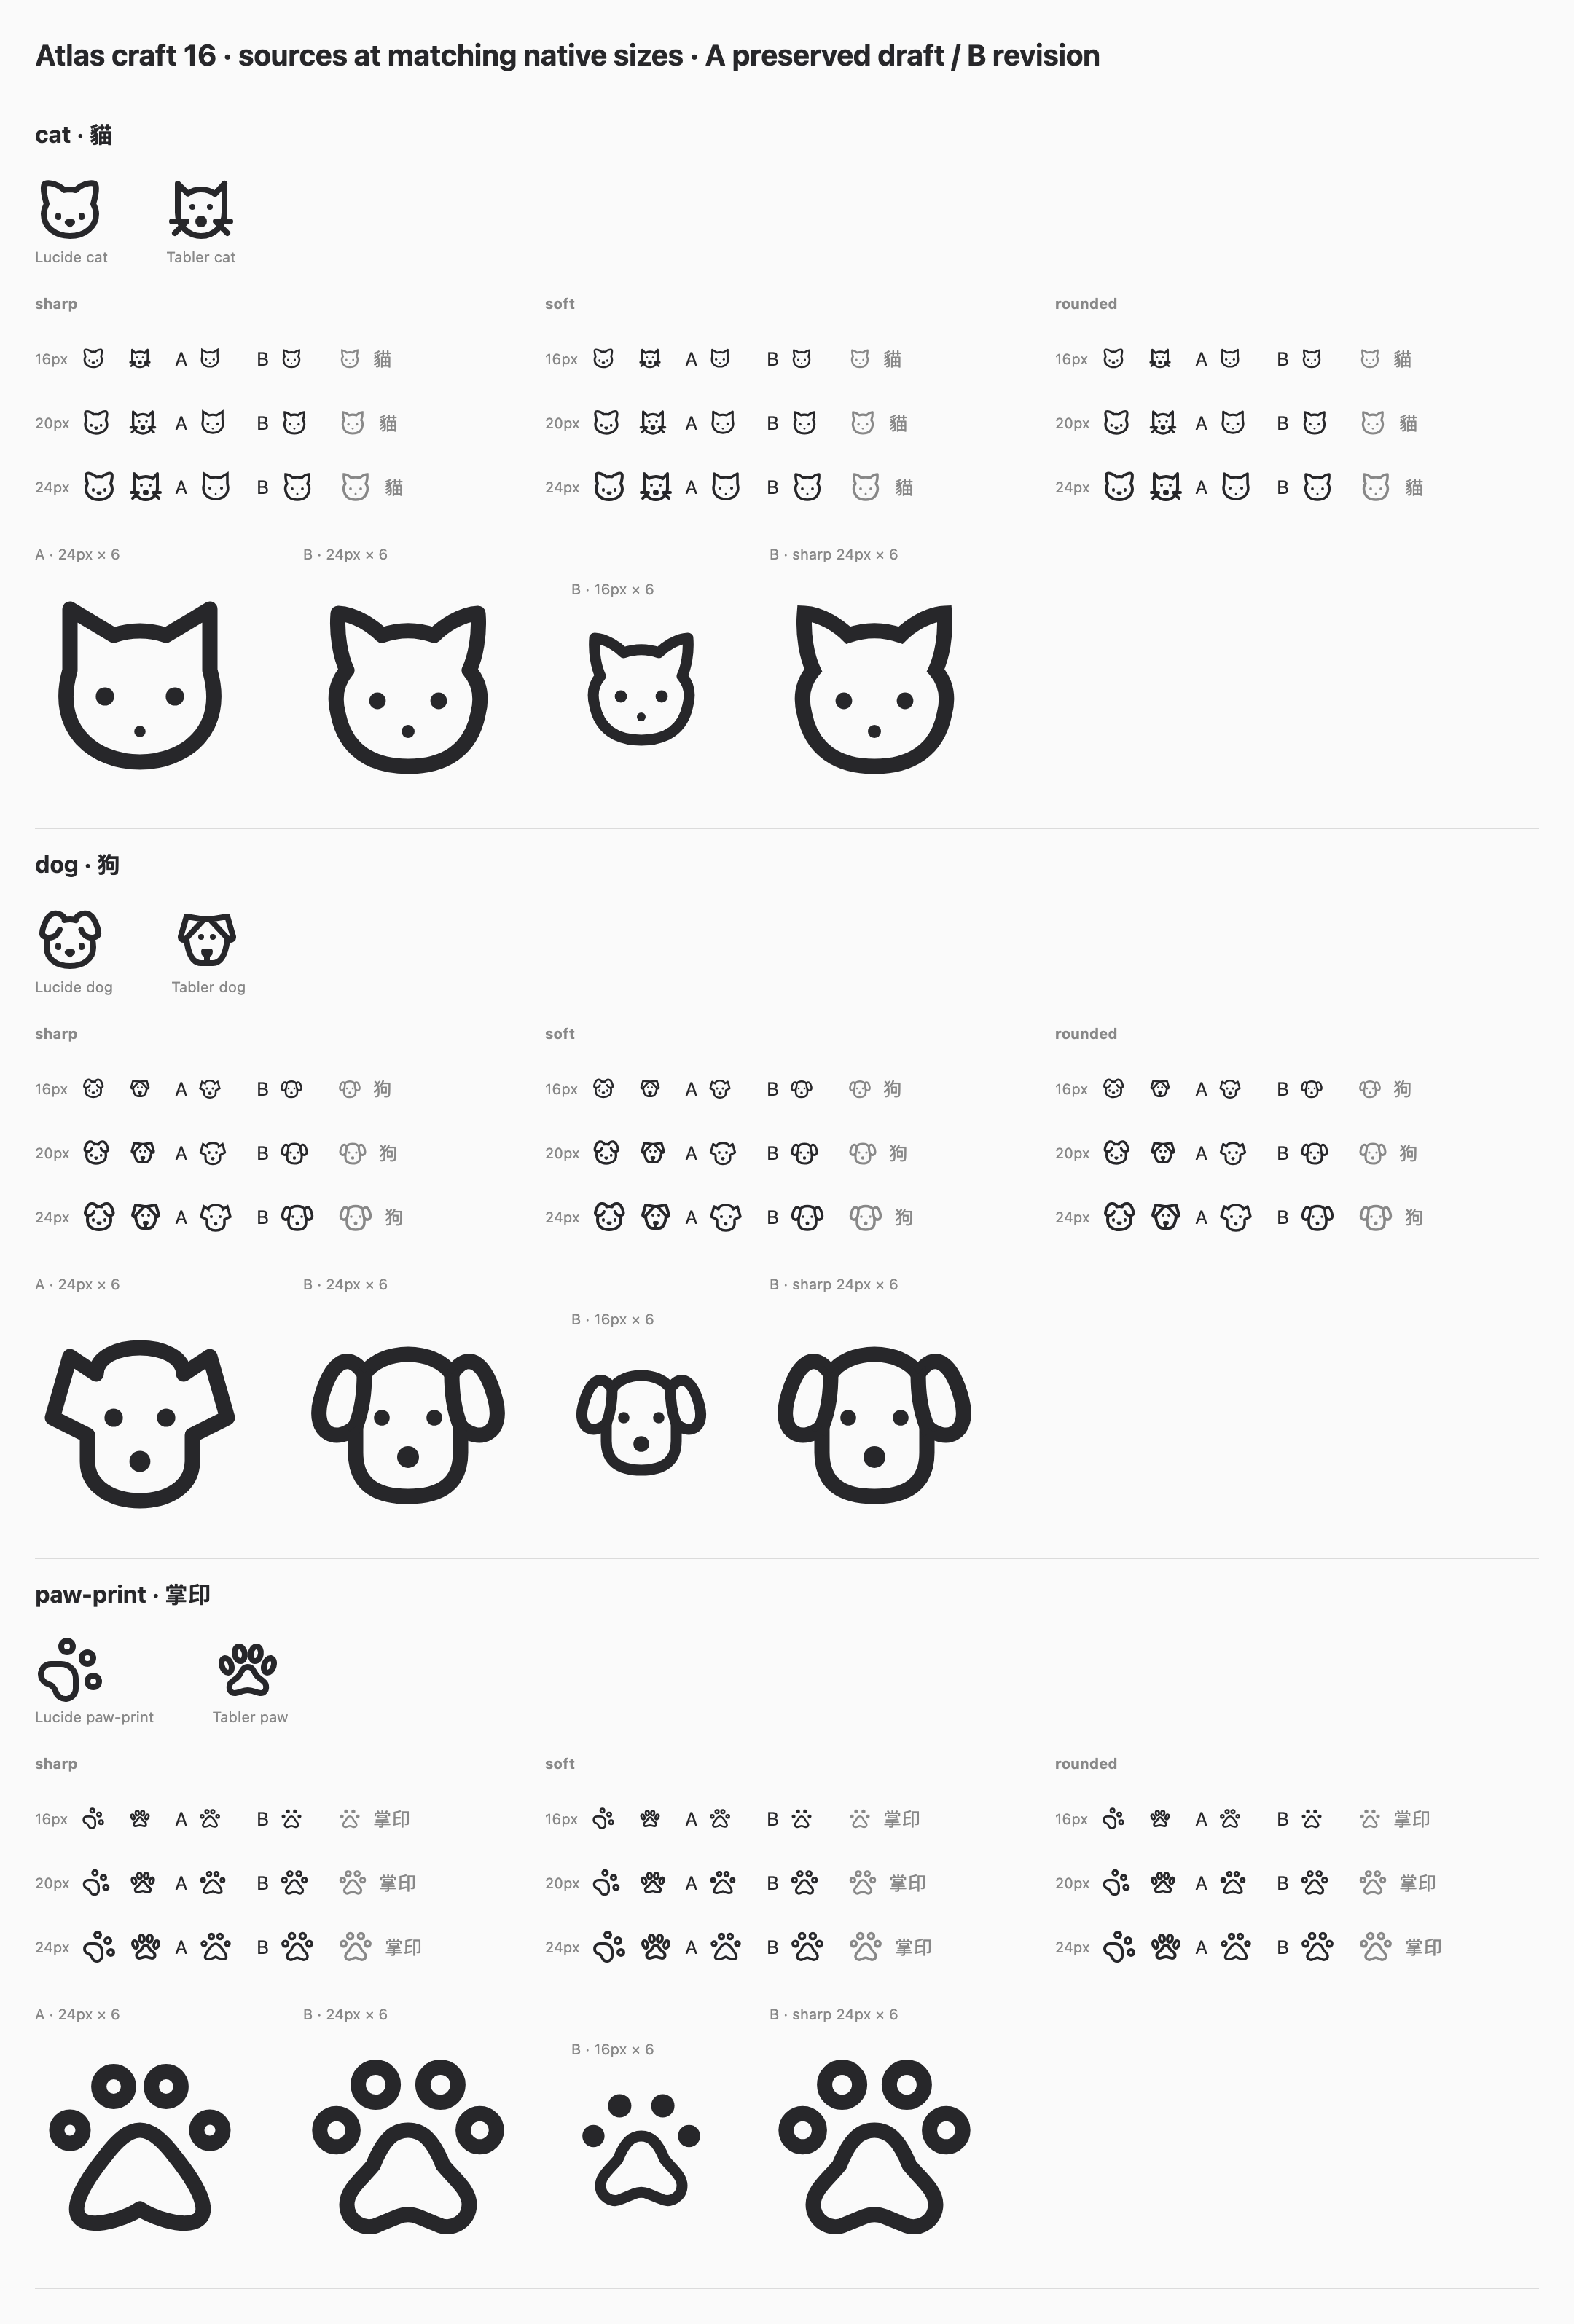 Atlas craft 16 · sources at matching native sizes · A preserved draft / B revision
cat · 貓
Lucide cat Tabler cat
sharp soft rounded
16px A B 貓 16px A B 貓 16px A B 貓
20px A B 貓 20px A B 貓 20px A B 貓
24px A B 貓 24px A B 貓 24px A B 貓
A · 24px × 6 B · 24px × 6 B · sharp 24px × 6
B · 16px × 6
dog · 狗
Lucide dog Tabler dog
sharp soft rounded
16px A B 狗 16px A B 狗 16px A B 狗
20px A B 狗 20px A B 狗 20px A B 狗
24px A B 狗 24px A B 狗 24px A B 狗
A · 24px × 6 B · 24px × 6 B · sharp 24px × 6
B · 16px × 6
paw-print · 掌印
Lucide paw-print Tabler paw
sharp soft rounded
16px A B 掌印 16px A B 掌印 16px A B 掌印
20px A B 掌印 20px A B 掌印 20px A B 掌印
24px A B 掌印 24px A B 掌印 24px A B 掌印
A · 24px × 6 B · 24px × 6 B · sharp 24px × 6
B · 16px × 6